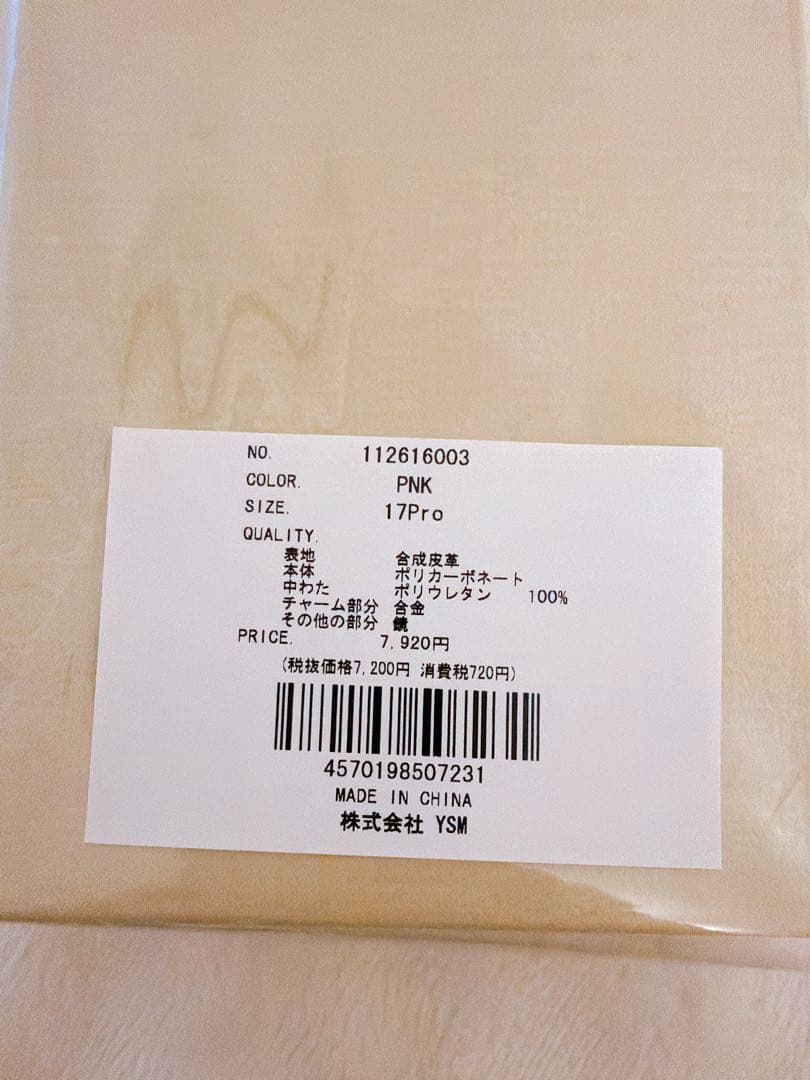 NO. 112616003
COLOR. PNK
SIZE. 17Pro
QUALITY.
表地 合成皮革
本体 ポリカーボネート
中わた ポリウレタン 100%
チャーム部分 合金
その他の部分 鏡
PRICE. 7,920円
(税抜価格7,200円 消費税720円)
4570198507231
MADE IN CHINA
株式会社 YSM